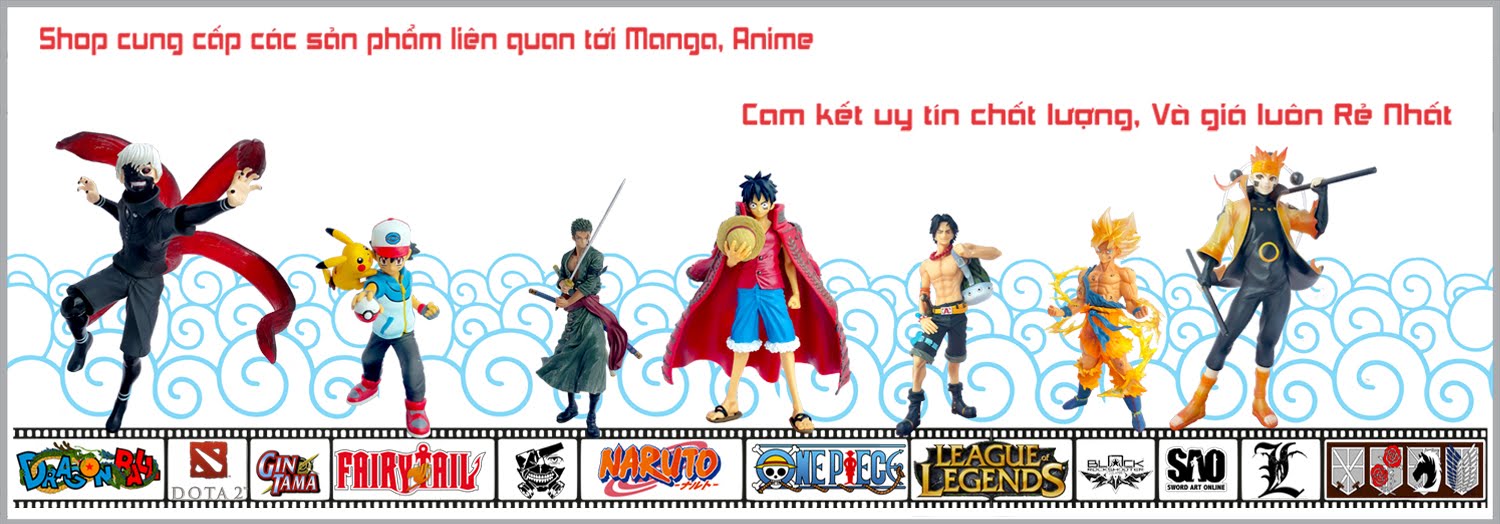 Shop cung cấp các sản phẩm liên quan tới Manga, Anime
Cam kết uy tín chất lượng, Và giá luôn Rẻ Nhất
DRAGON BALL
DOTA 2
GINTAMA
FAIRY TAIL
NARUTO
ナルト
ONE PIECE
LEAGUE of LEGENDS
BLACK
ROCKSHOOTER
SAO
SWORD ART ONLINE
L